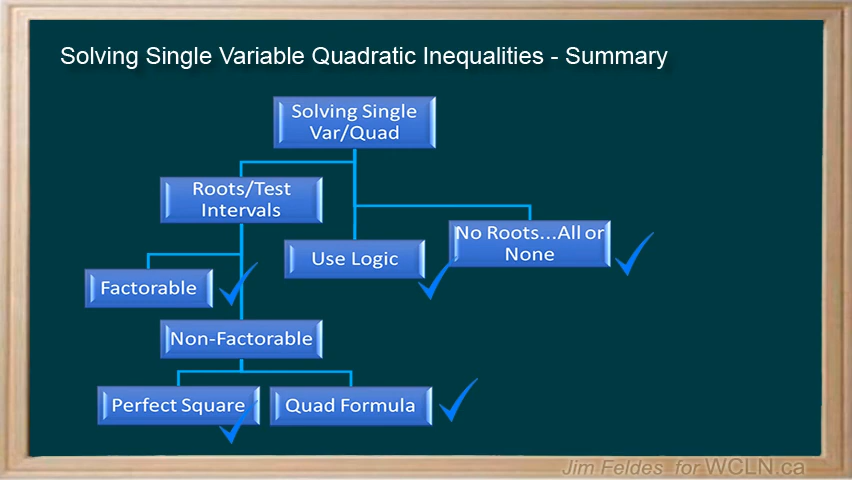 Solving Single Variable Quadratic Inequalities - Summary
Solving Single
Var/Quad
Roots/Test
Intervals
Use Logic
No Roots...All or
None
Factorable
Non-Factorable
Perfect Square
Quad Formula
Jim Feldes for WCLN.ca